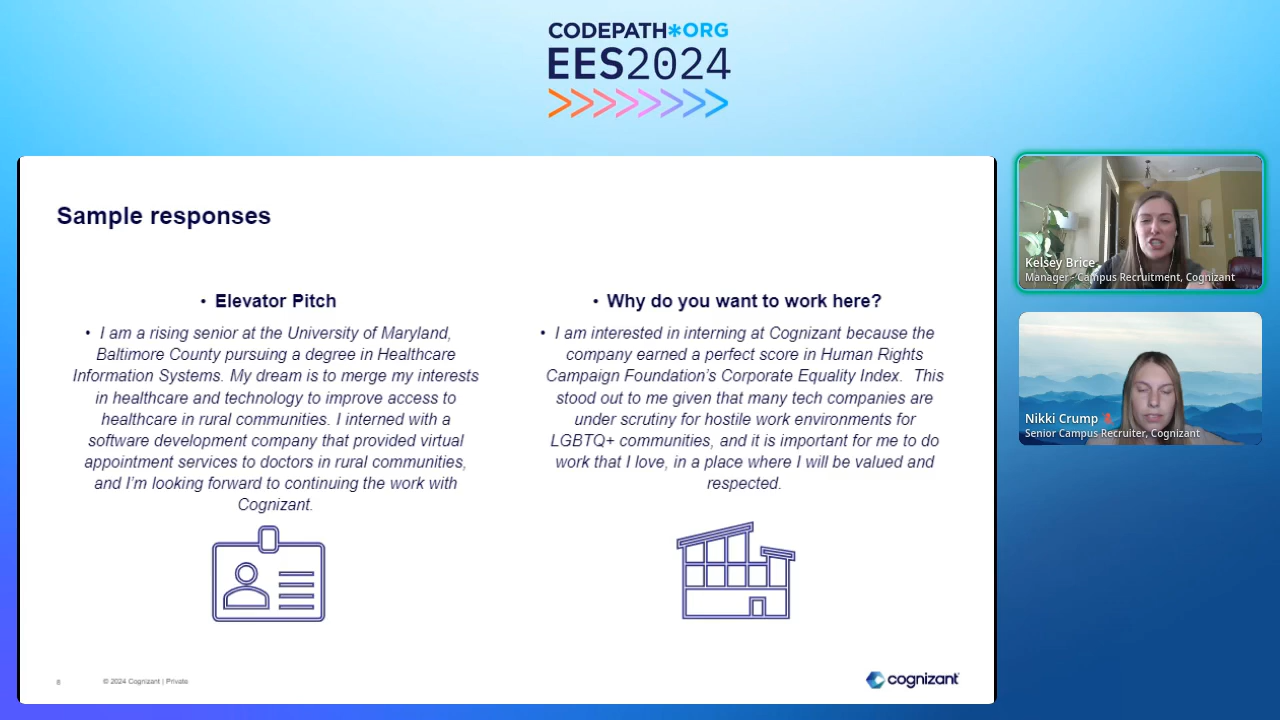 CODEPATH*ORG
EES2024
Sample responses
• Elevator Pitch
• I am a rising senior at the University of Maryland,
Baltimore County pursuing a degree in Healthcare
Information Systems. My dream is to merge my interests
in healthcare and technology to improve access to
healthcare in rural communities. I interned with a
software development company that provided virtual
appointment services to doctors in rural communities,
and I'm looking forward to continuing the work with
Cognizant.
• Why do you want to work here?
• I am interested in interning at Cognizant because the
company earned a perfect score in Human Rights
Campaign Foundation's Corporate Equality Index.  This
stood out to me given that many tech companies are
under scrutiny for hostile work environments for
LGBTQ+ communities, and it is important for me to do
work that I love, in a place where I will be valued and
respected.
8
© 2024 Cognizant | Private
cognizant
Kelsey Brice
Manager - Campus Recruitment, Cognizant
Nikki Crump
Senior Campus Recruiter, Cognizant